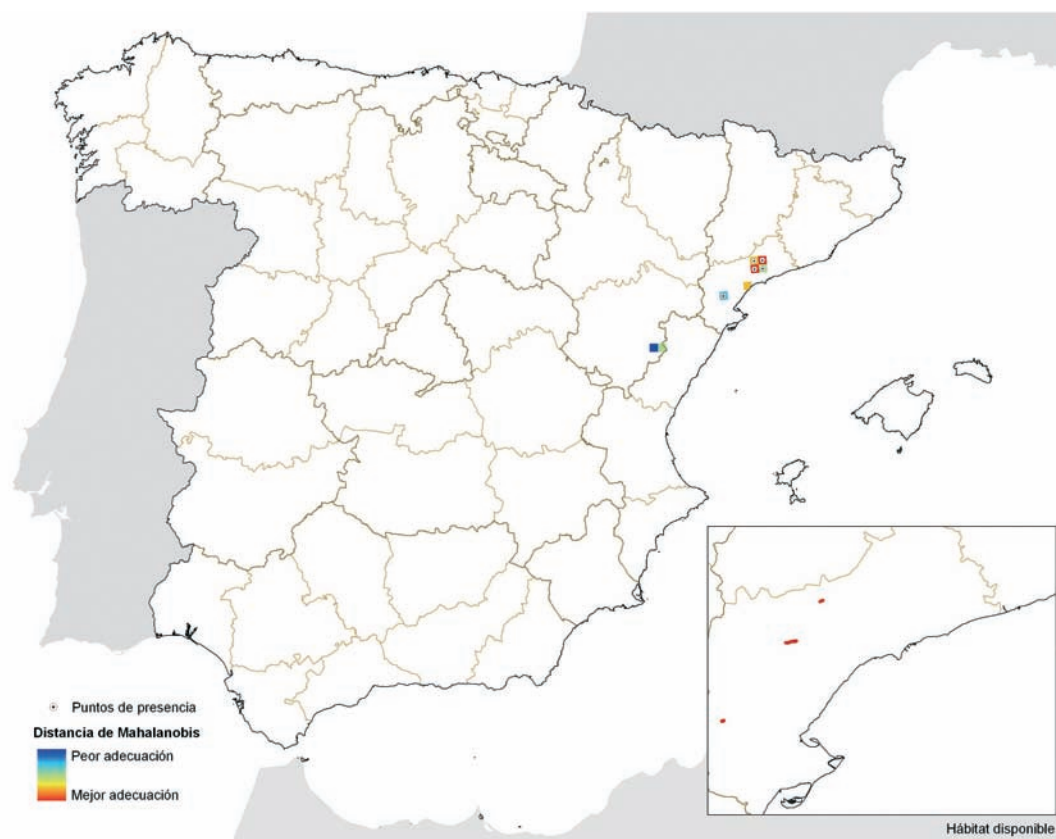 Puntos de presencia
Distancia de Mahalanobis
Peor adecuación
Mejor adecuación
Hábitat disponible